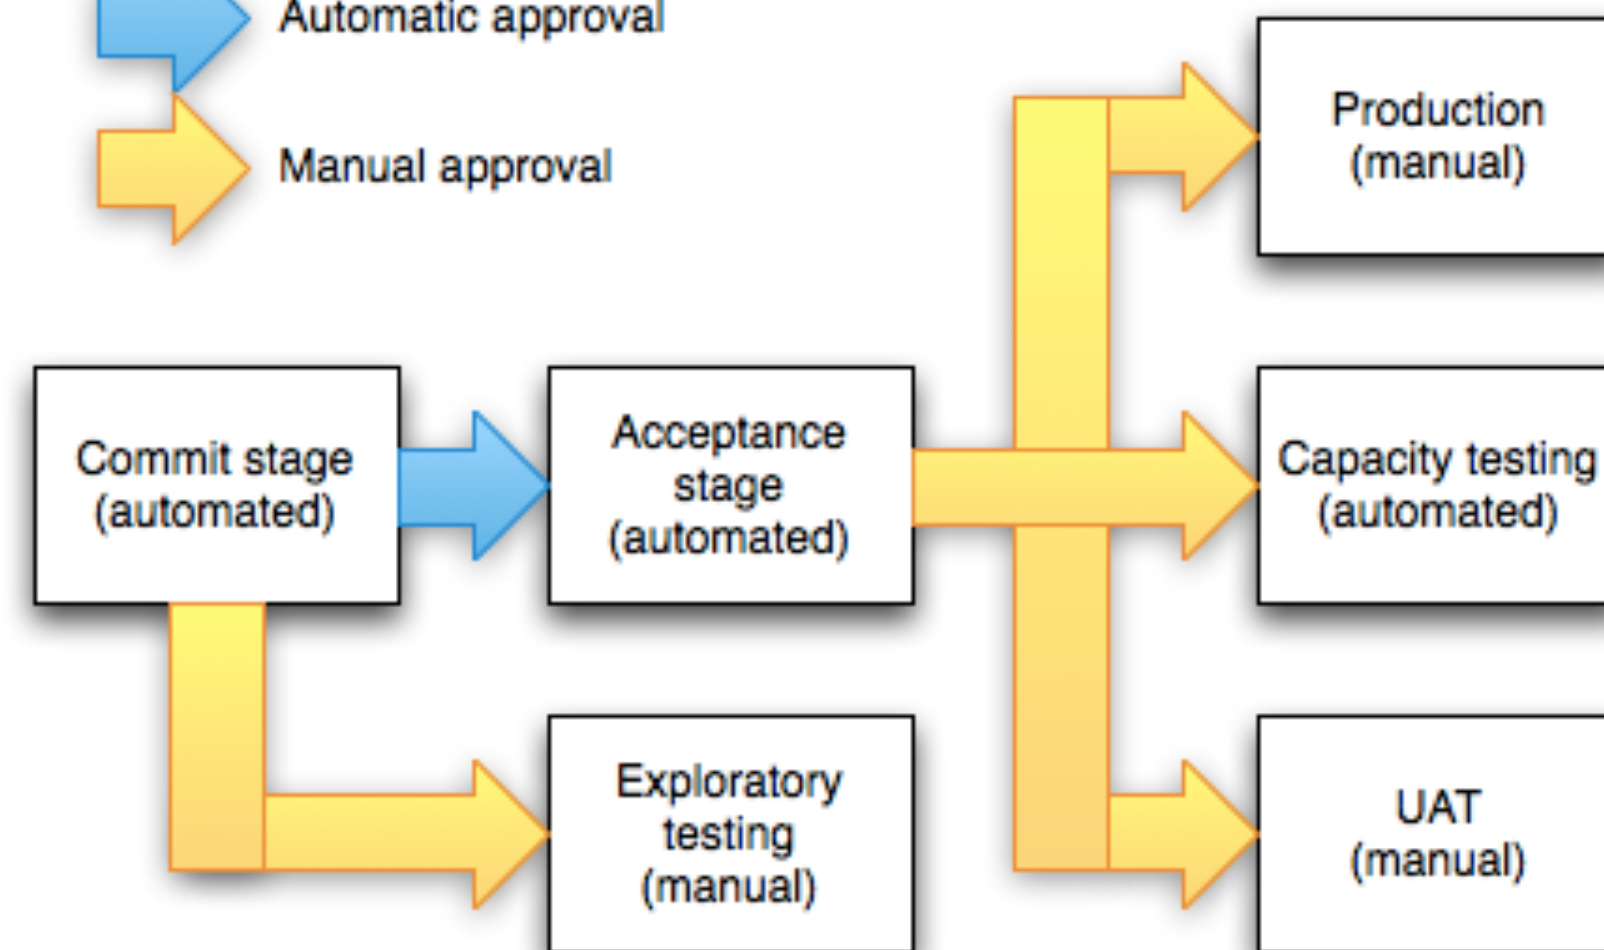 Automatic approval
Manual approval
Production
(manual)
Commit stage
(automated)
Acceptance
stage
(automated)
Capacity testing
(automated)
Exploratory
testing
(manual)
UAT
(manual)